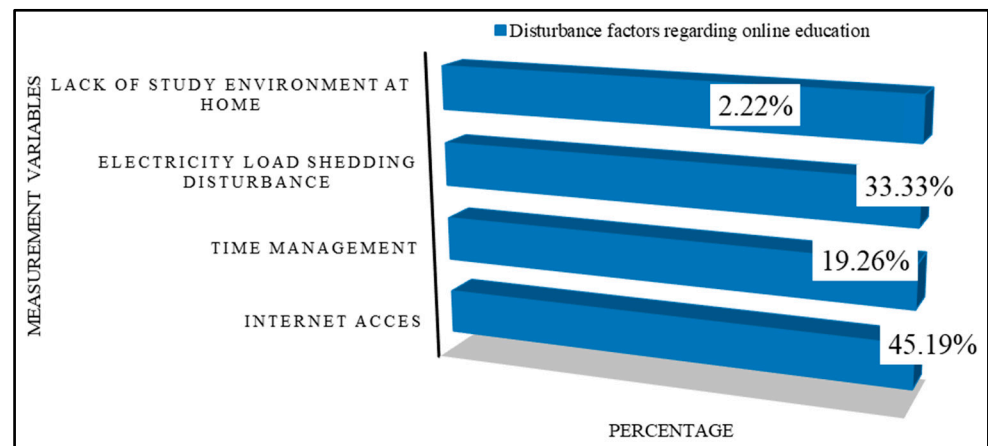 Disturbance factors regarding online education
MEASUREMENT VARIABLES
LACK OF STUDY ENVIRONMENT AT
HOME
2.22%
ELECTRICITY LOAD SHEDDING
DISTURBANCE
33.33%
TIME MANAGEMENT
19.26%
INTERNET ACCES
45.19%
PERCENTAGE